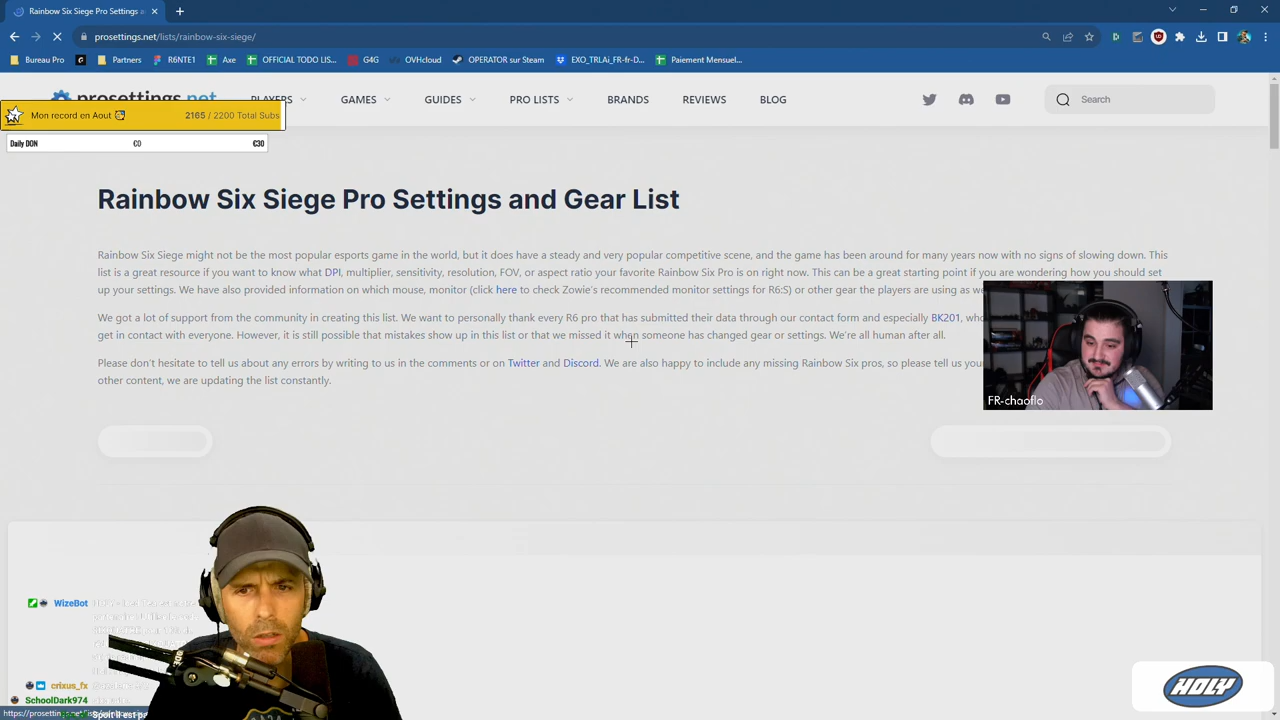 Rainbow Six Siege Pro Settings a
prosettings.net/lists/rainbow-six-siege/
Bureau Pro
Partners
R6NTE1
Axe
OFFICIAL TODO LIS...
G4G
OVHcloud
OPERATOR sur Steam
EXO_TRLAi_FR-fr-D...
Paiement Mensuel...
prosettings.net
PLAYERS
GAMES
GUIDES
PRO LISTS
BRANDS
REVIEWS
BLOG
Search
Mon record en Aout
2165 / 2200 Total Subs
Daily DON
€0
€30
Rainbow Six Siege Pro Settings and Gear List
Rainbow Six Siege might not be the most popular esports game in the world, but it does have a steady and very popular competitive scene, and the game has been around for many years now with no signs of slowing down. This
list is a great resource if you want to know what DPI, multiplier, sensitivity, resolution, FOV, or aspect ratio your favorite Rainbow Six Pro is on right now. This can be a great starting point if you are wondering how you should set
up your settings. We have also provided information on which mouse, monitor (click here to check Zowie's recommended monitor settings for R6:S) or other gear the players are using as we
We got a lot of support from the community in creating this list. We want to personally thank every R6 pro that has submitted their data through our contact form and especially BK201, who
get in contact with everyone. However, it is still possible that mistakes show up in this list or that we missed it when someone has changed gear or settings. We're all human after all.
Please don't hesitate to tell us about any errors by writing to us in the comments or on Twitter and Discord. We are also happy to include any missing Rainbow Six pros, so please tell us your
other content, we are updating the list constantly.
FR-chaoflo
WizeBot
crixus_fx
SchoolDark974
Spoil il est pa
https://prosettings.net/lists/rainbow-six
HOLY